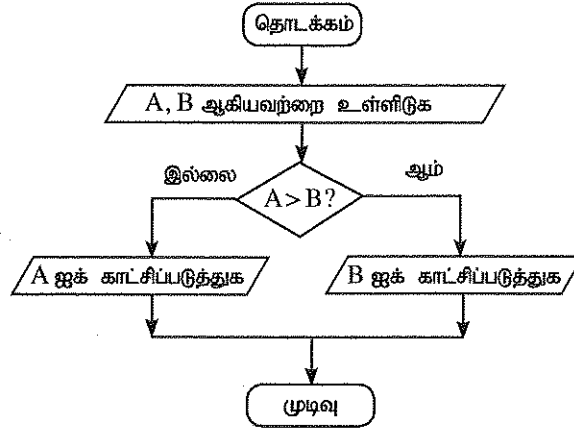 தொடக்கம்
A, B ஆகியவற்றை உள்ளிடுக
இல்லை
ஆம்
A > B?
A ஐக் காட்சிப்படுத்துக
B ஐக் காட்சிப்படுத்துக
முடிவு